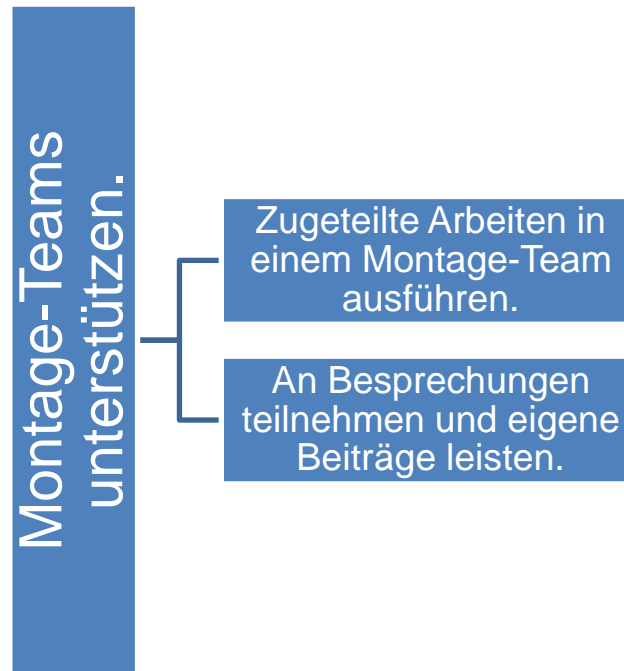 Montage-Teams
unterstützen.
Zugeteilte Arbeiten in
einem Montage-Team
ausführen.
An Besprechungen
teilnehmen und eigene
Beiträge leisten.